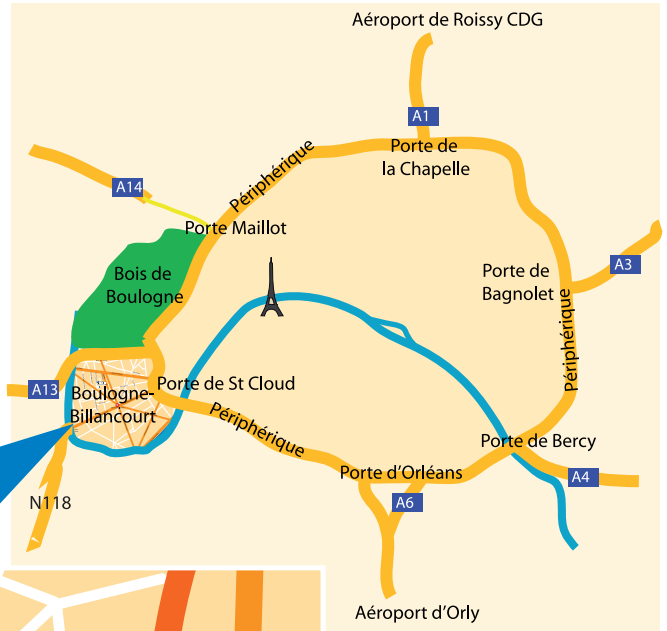 Aéroport de Roissy CDG
A1
Porte de
la Chapelle
Périphérique
A14
Porte Maillot
Bois de
Boulogne
A3
Porte de
Bagnolet
Périphérique
A13
Boulogne-
Billancourt
Porte de St Cloud
Périphérique
Porte de Bercy
Porte d'Orléans
A4
A6
N118
Aéroport d'Orly